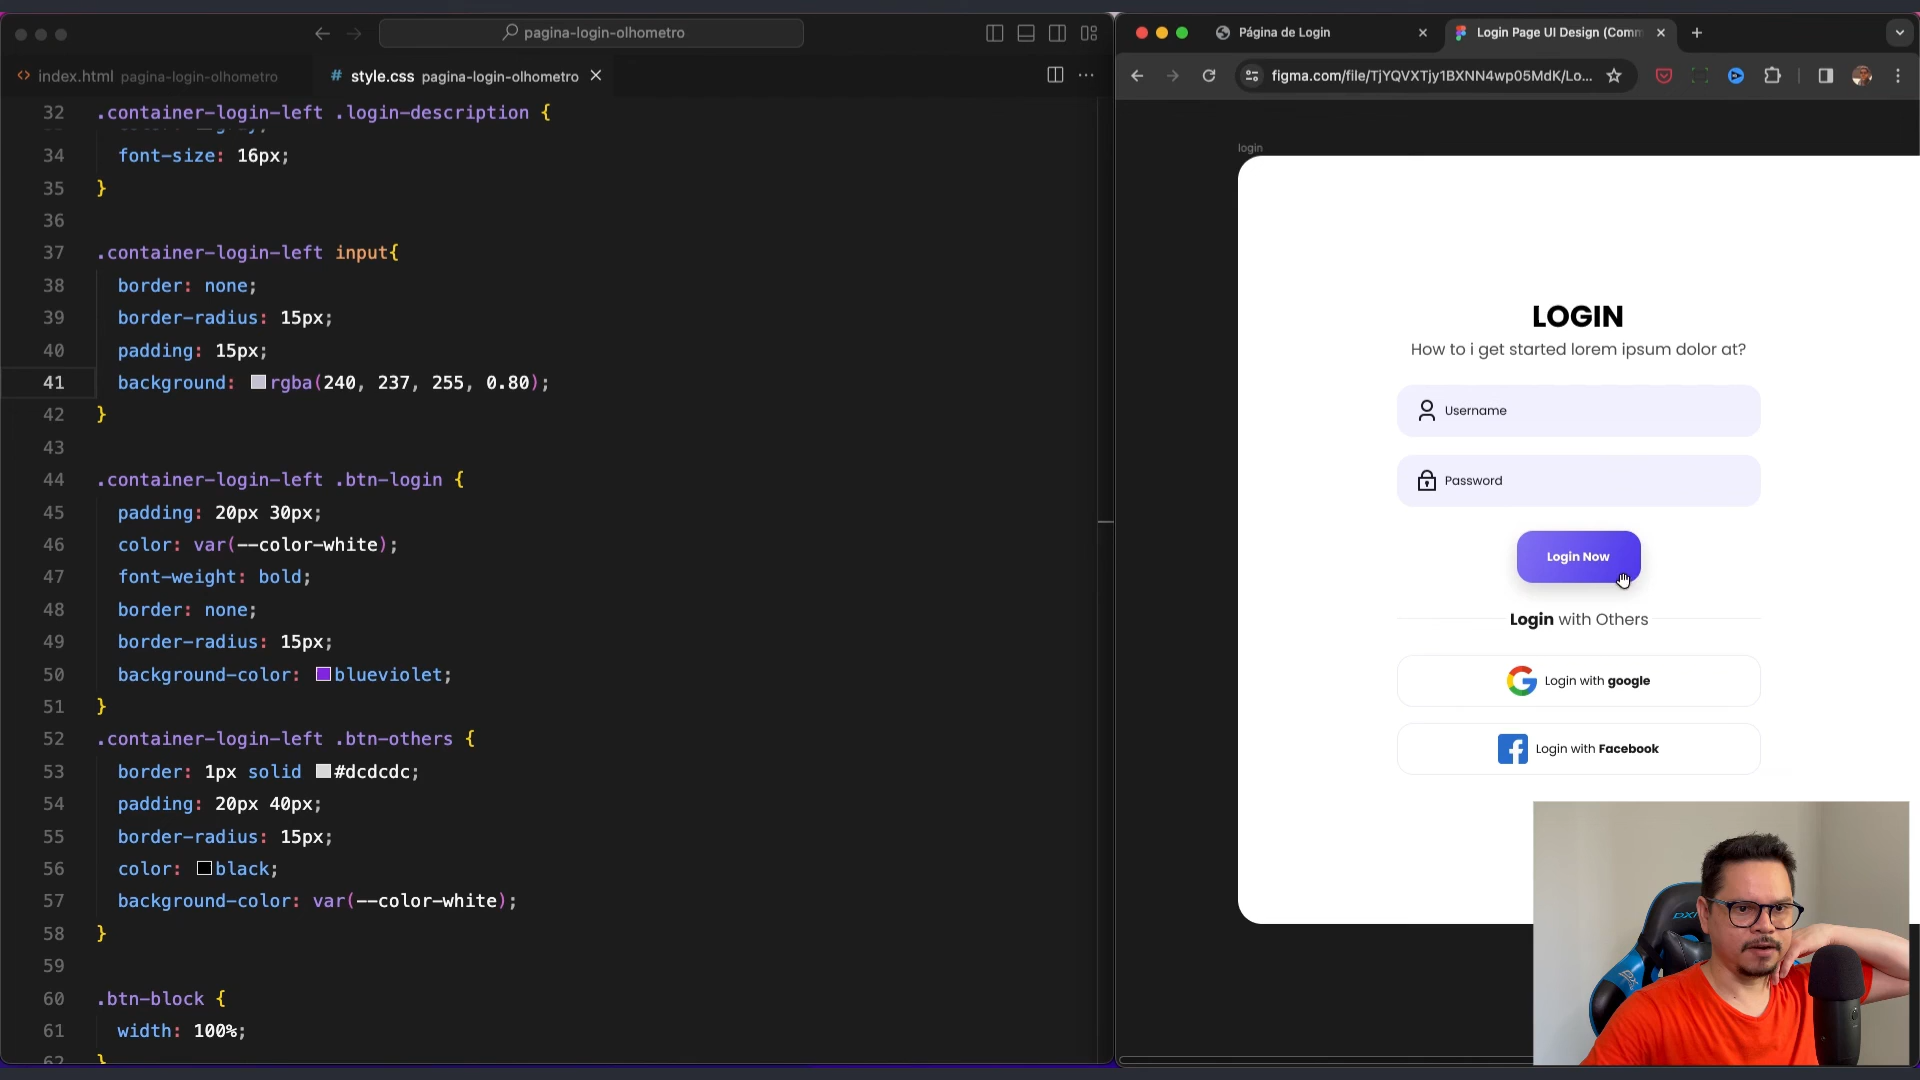 pagina-login-olhometro
index.html pagina-login-olhometro
# style.css pagina-login-olhometro
32 .container-login-left .login-description {
34 font-size: 16px;
35 }
36
37 .container-login-left input{
38 border: none;
39 border-radius: 15px;
40 padding: 15px;
41 background: rgba(240, 237, 255, 0.80);
42 }
43
44 .container-login-left .btn-login {
45 padding: 20px 30px;
46 color: var(--color-white);
47 font-weight: bold;
48 border: none;
49 border-radius: 15px;
50 background-color: blueviolet;
51 }
52 .container-login-left .btn-others {
53 border: 1px solid #dcdcdc;
54 padding: 20px 40px;
55 border-radius: 15px;
56 color: black;
57 background-color: var(--color-white);
58 }
59
60 .btn-block {
61 width: 100%;
62 }
Página de Login
Login Page UI Design (Comm
figma.com/file/TjYQVXTjy1BXNN4wp05MdK/Lo...
login
LOGIN
How to i get started lorem ipsum dolor at?
Username
Password
Login Now
Login with Others
Login with google
Login with Facebook